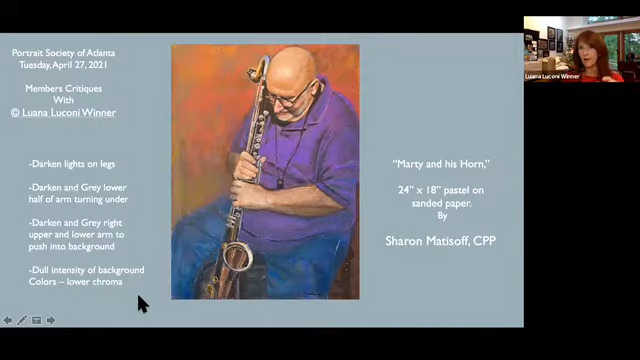 Portrait Society of Atlanta
Tuesday, April 27, 2021
Members Critiques
With
© Luana Luconi Winner
-Darken lights on legs
-Darken and Grey lower
half of arm turning under
-Darken and Grey right
upper and lower arm to
push into background
-Dull intensity of background
Colors – lower chroma
“Marty and his Horn,”
24” x 18” pastel on
sanded paper.
By
Sharon Matisoff, CPP
Luana Luconi Winner